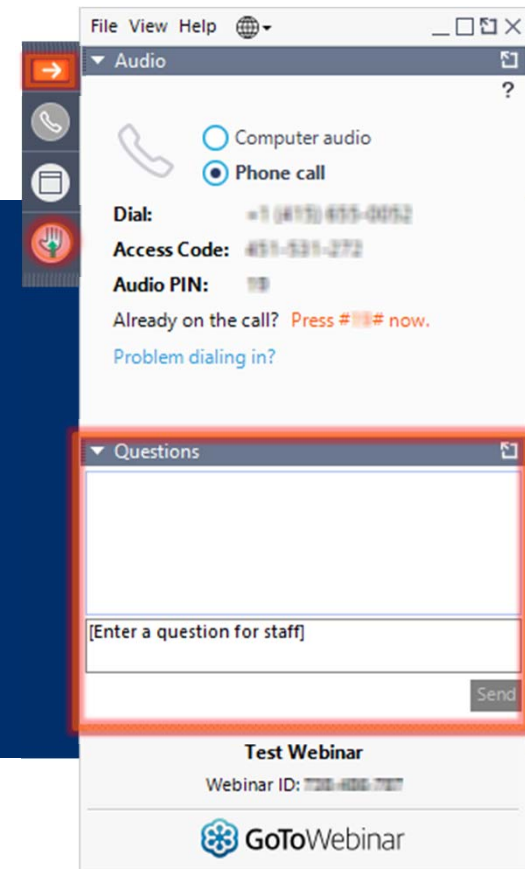 File View Help
Audio
?
Computer audio
Phone call
Dial:
Access Code:
Audio PIN:
Already on the call? Press # # now.
Problem dialing in?
Questions
[Enter a question for staff]
Send
Test Webinar
Webinar ID:
GoToWebinar